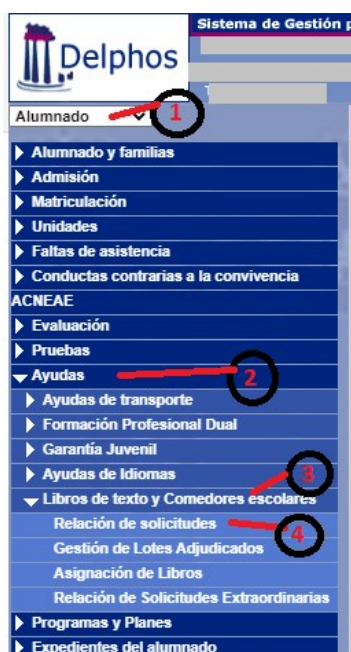 Sistema de Gestión p
Delphos
Alumnado
1
Alumnado y familias
Admisión
Matriculación
Unidades
Faltas de asistencia
Conductas contrarias a la convivencia
ACNEAE
Evaluación
Pruebas
Ayudas
2
Ayudas de transporte
Formación Profesional Dual
Garantía Juvenil
Ayudas de Idiomas
3
Libros de texto y Comedores escolares
Relación de solicitudes
4
Gestión de Lotes Adjudicados
Asignación de Libros
Relación de Solicitudes Extraordinarias
Programas y Planes
Expedientes del alumnado